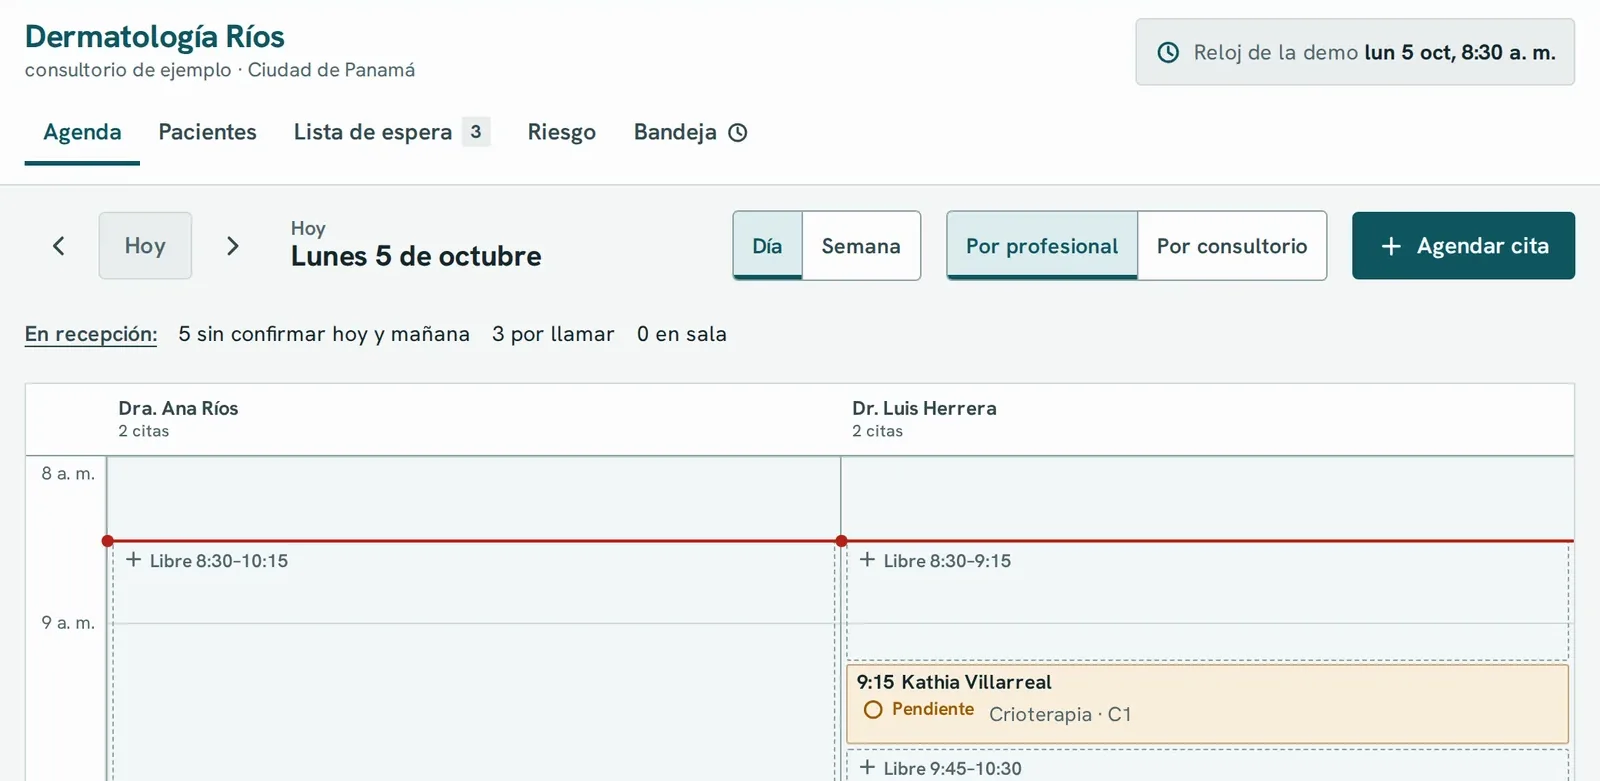 Dermatología Ríos
consultorio de ejemplo · Ciudad de Panamá
Reloj de la demo lun 5 oct, 8:30 a. m.
Agenda Pacientes Lista de espera 3 Riesgo Bandeja
Hoy
Hoy
Lunes 5 de octubre
Día Semana
Por profesional Por consultorio
+ Agendar cita
En recepción: 5 sin confirmar hoy y mañana 3 por llamar 0 en sala
Dra. Ana Ríos
2 citas
Dr. Luis Herrera
2 citas
8 a. m.
+ Libre 8:30–10:15
+ Libre 8:30–9:15
9 a. m.
9:15 Kathia Villarreal
Pendiente Crioterapia · C1
+ Libre 9:45–10:30